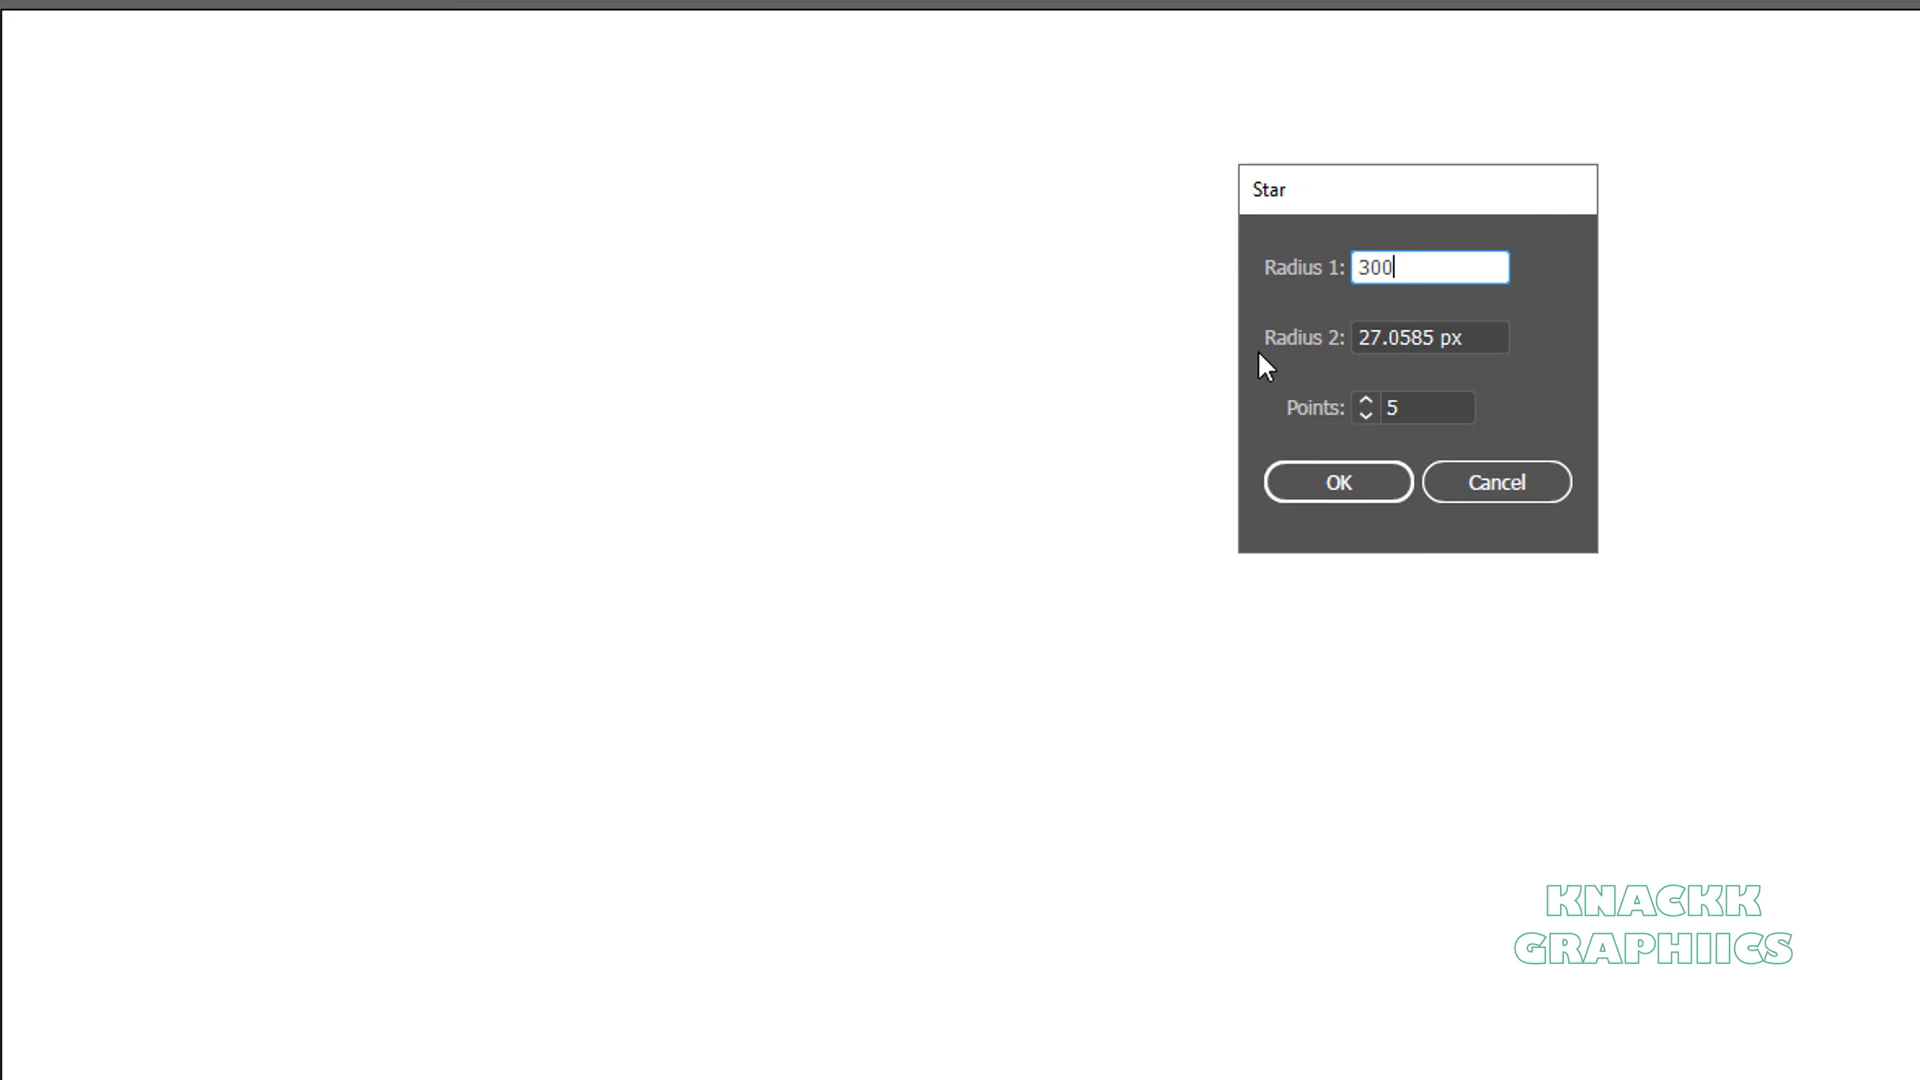 Star
Radius 1: 300
Radius 2: 27.0585 px
Points: 5
OK Cancel
KNACKK
GRAPHIICS